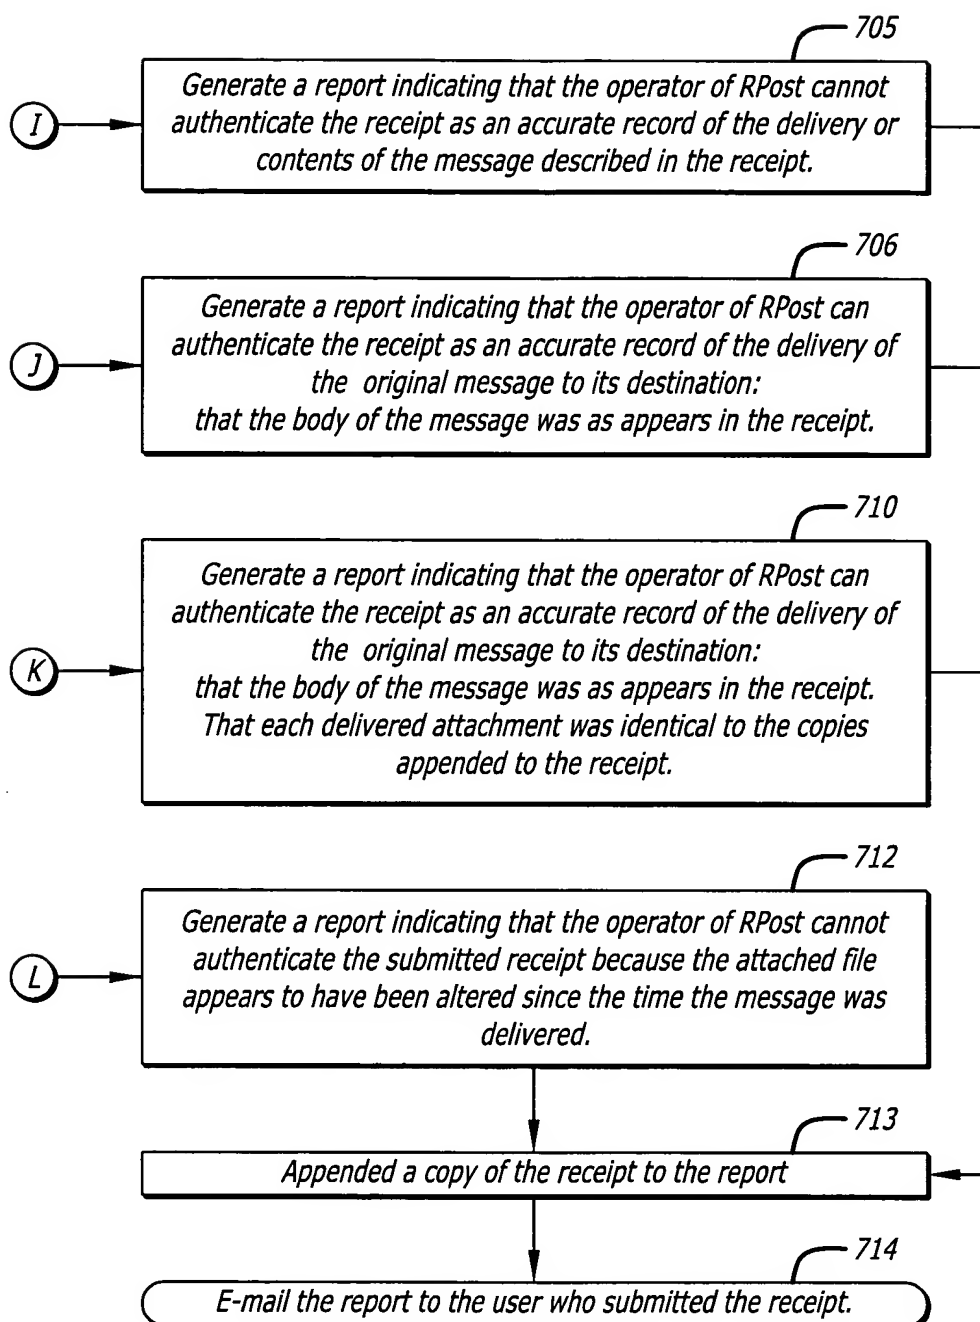 705
Generate a report indicating that the operator of RPost cannot
I
authenticate the receipt as an accurate record of the delivery or
contents of the message described in the receipt.
706
Generate a report indicating that the operator of RPost can
authenticate the receipt as an accurate record of the delivery of
J
the original message to its destination:
that the body of the message was as appears in the receipt.
710
Generate a report indicating that the operator of RPost can
authenticate the receipt as an accurate record of the delivery of
the original message to its destination:
K
that the body of the message was as appears in the receipt.
That each delivered attachment was identical to the copies
appended to the receipt.
712
Generate a report indicating that the operator of RPost cannot
authenticate the submitted receipt because the attached file
L
appears to have been altered since the time the message was
delivered.
713
Appended a copy of the receipt to the report
714
E-mail the report to the user who submitted the receipt.